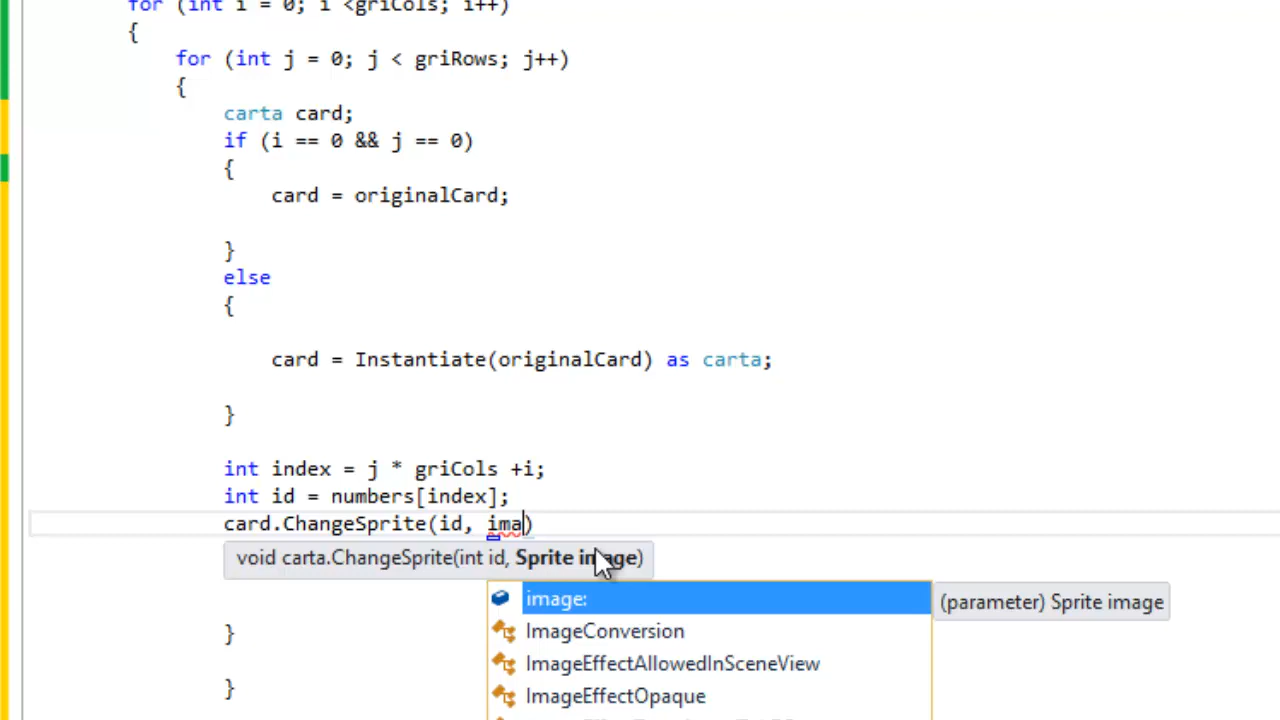 for (int i = 0; i <griCols; i++)
{
for (int j = 0; j < griRows; j++)
{
carta card;
if (i == 0 && j == 0)
{
card = originalCard;
}
else
{
card = Instantiate(originalCard) as carta;
}
int index = j * griCols +i;
int id = numbers[index];
card.ChangeSprite(id, ima)
void carta.ChangeSprite(int id, Sprite image)
image:
(parameter) Sprite image
ImageConversion
ImageEffectAllowedInSceneView
}
}
ImageEffectOpaque